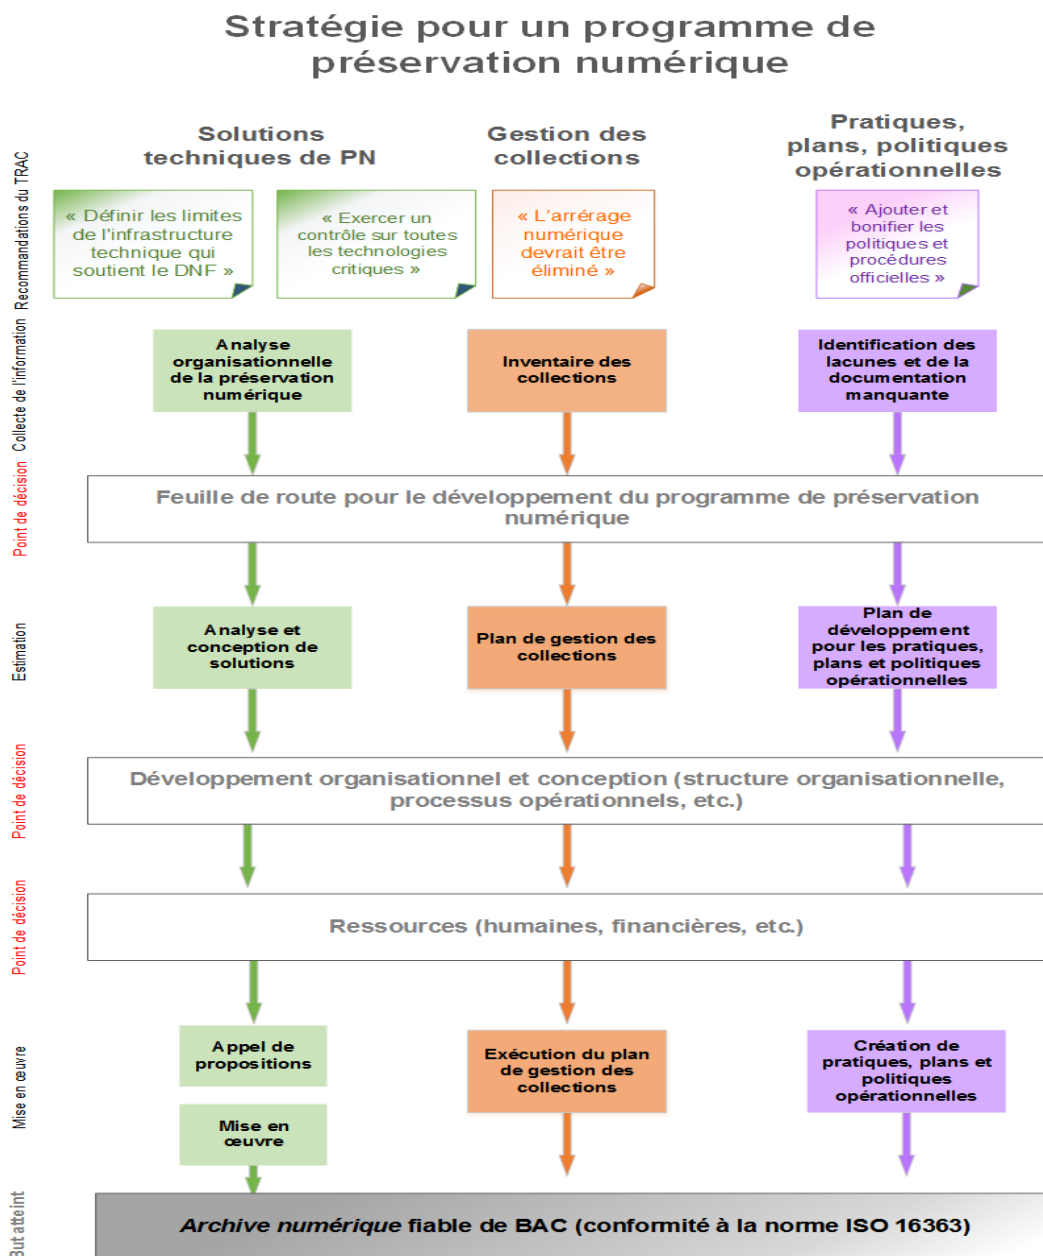 Stratégie pour un programme de
préservation numérique
Solutions
techniques de PN
Gestion des
collections
Pratiques,
plans, politiques
opérationnelles
Recommandations du TRAC
« Définir les limites
de l'infrastructure
technique qui
soutient le DNF »
« Exercer un
contrôle sur toutes
les technologies
critiques »
« L'arrérage
numérique
devrait être
éliminé »
« Ajouter et
bonifier les
politiques et
procédures
officielles »
Collecte de l'information
Analyse
organisationnelle
de la préservation
numérique
Inventaire des
collections
Identification des
lacunes et de la
documentation
manquante
Point de décision
Feuille de route pour le développement du programme de préservation
numérique
Estimation
Analyse et
conception de
solutions
Plan de gestion des
collections
Plan de
développement
pour les pratiques,
plans et politiques
opérationnelles
Point de décision
Développement organisationnel et conception (structure organisationnelle,
processus opérationnels, etc.)
Point de décision
Ressources (humaines, financières, etc.)
Mise en œuvre
Appel de
propositions
Mise en
œuvre
Exécution du plan
de gestion des
collections
Création de
pratiques, plans et
politiques
opérationnelles
But atteint
Archive numérique fiable de BAC (conformité à la norme ISO 16363)